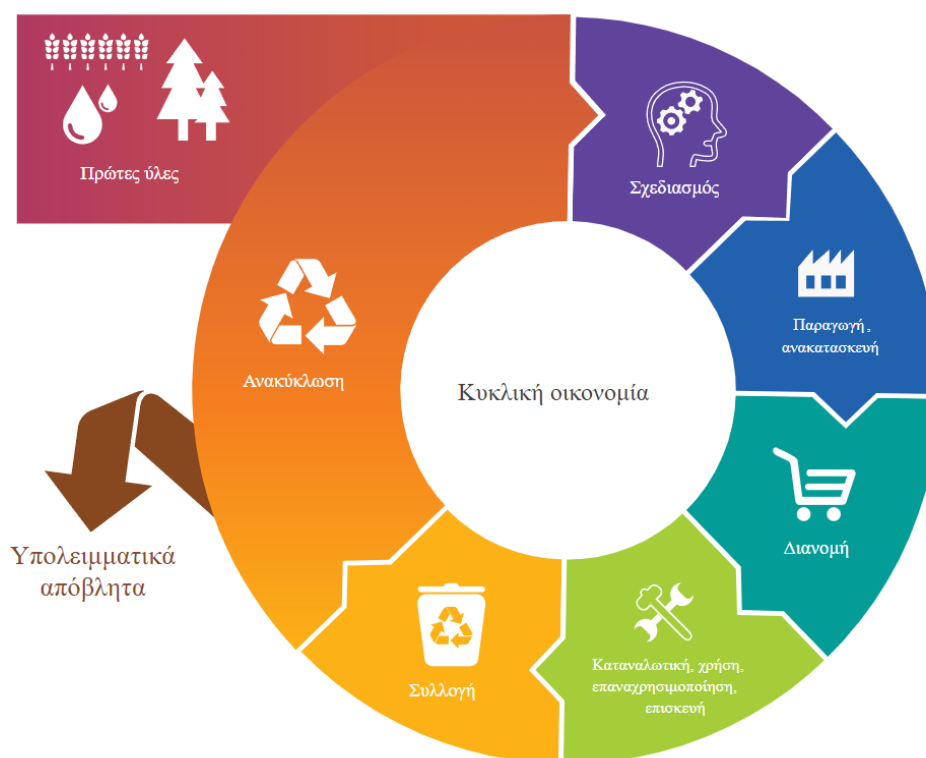 Πρώτες ύλες
Σχεδιασμός
Παραγωγή,
ανακατασκευή
Διανομή
Καταναλωτική, χρήση,
επαναχρησιμοποίηση,
επισκευή
Συλλογή
Ανακύκλωση
Υπολειμματικά
απόβλητα
Κυκλική οικονομία